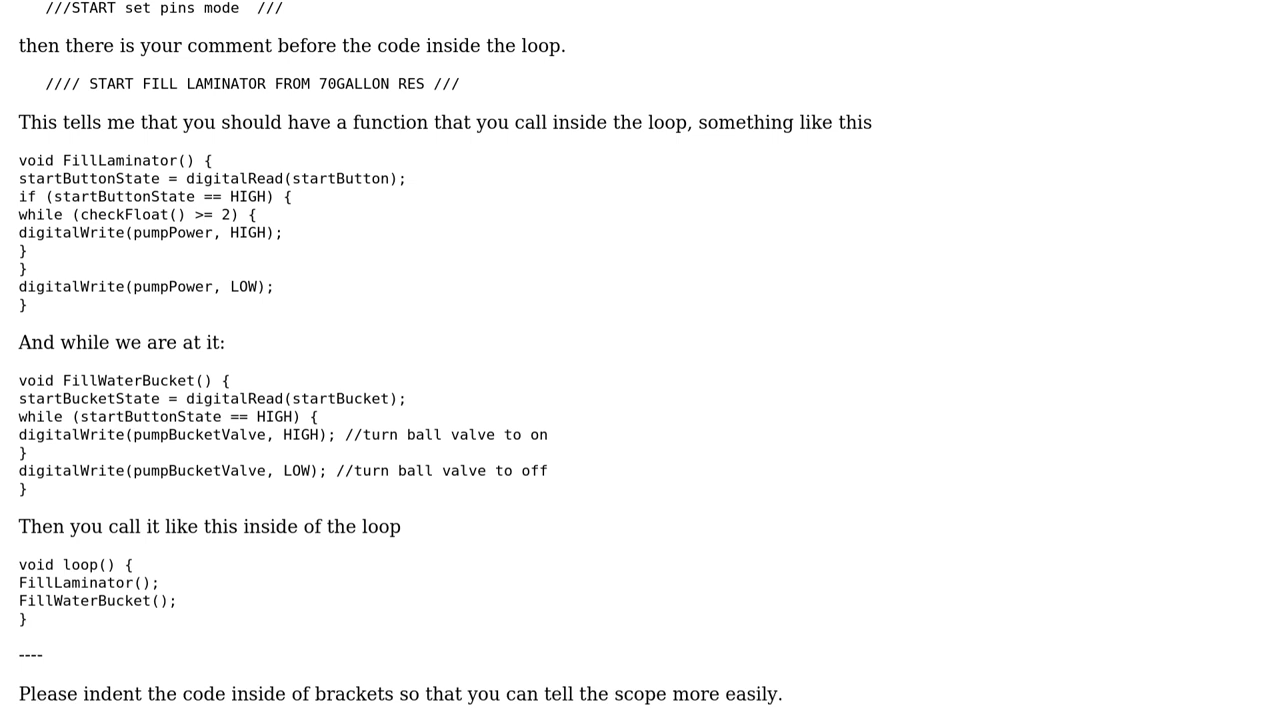 ///START set pins mode  ///
then there is your comment before the code inside the loop.
//// START FILL LAMINATOR FROM 70GALLON RES ///
This tells me that you should have a function that you call inside the loop, something like this
void FillLaminator() {
startButtonState = digitalRead(startButton);
if (startButtonState == HIGH) {
while (checkFloat() >= 2) {
digitalWrite(pumpPower, HIGH);
}
}
digitalWrite(pumpPower, LOW);
}
And while we are at it:
void FillWaterBucket() {
startBucketState = digitalRead(startBucket);
while (startButtonState == HIGH) {
digitalWrite(pumpBucketValve, HIGH); //turn ball valve to on
}
digitalWrite(pumpBucketValve, LOW); //turn ball valve to off
}
Then you call it like this inside of the loop
void loop() {
FillLaminator();
FillWaterBucket();
}
----
Please indent the code inside of brackets so that you can tell the scope more easily.